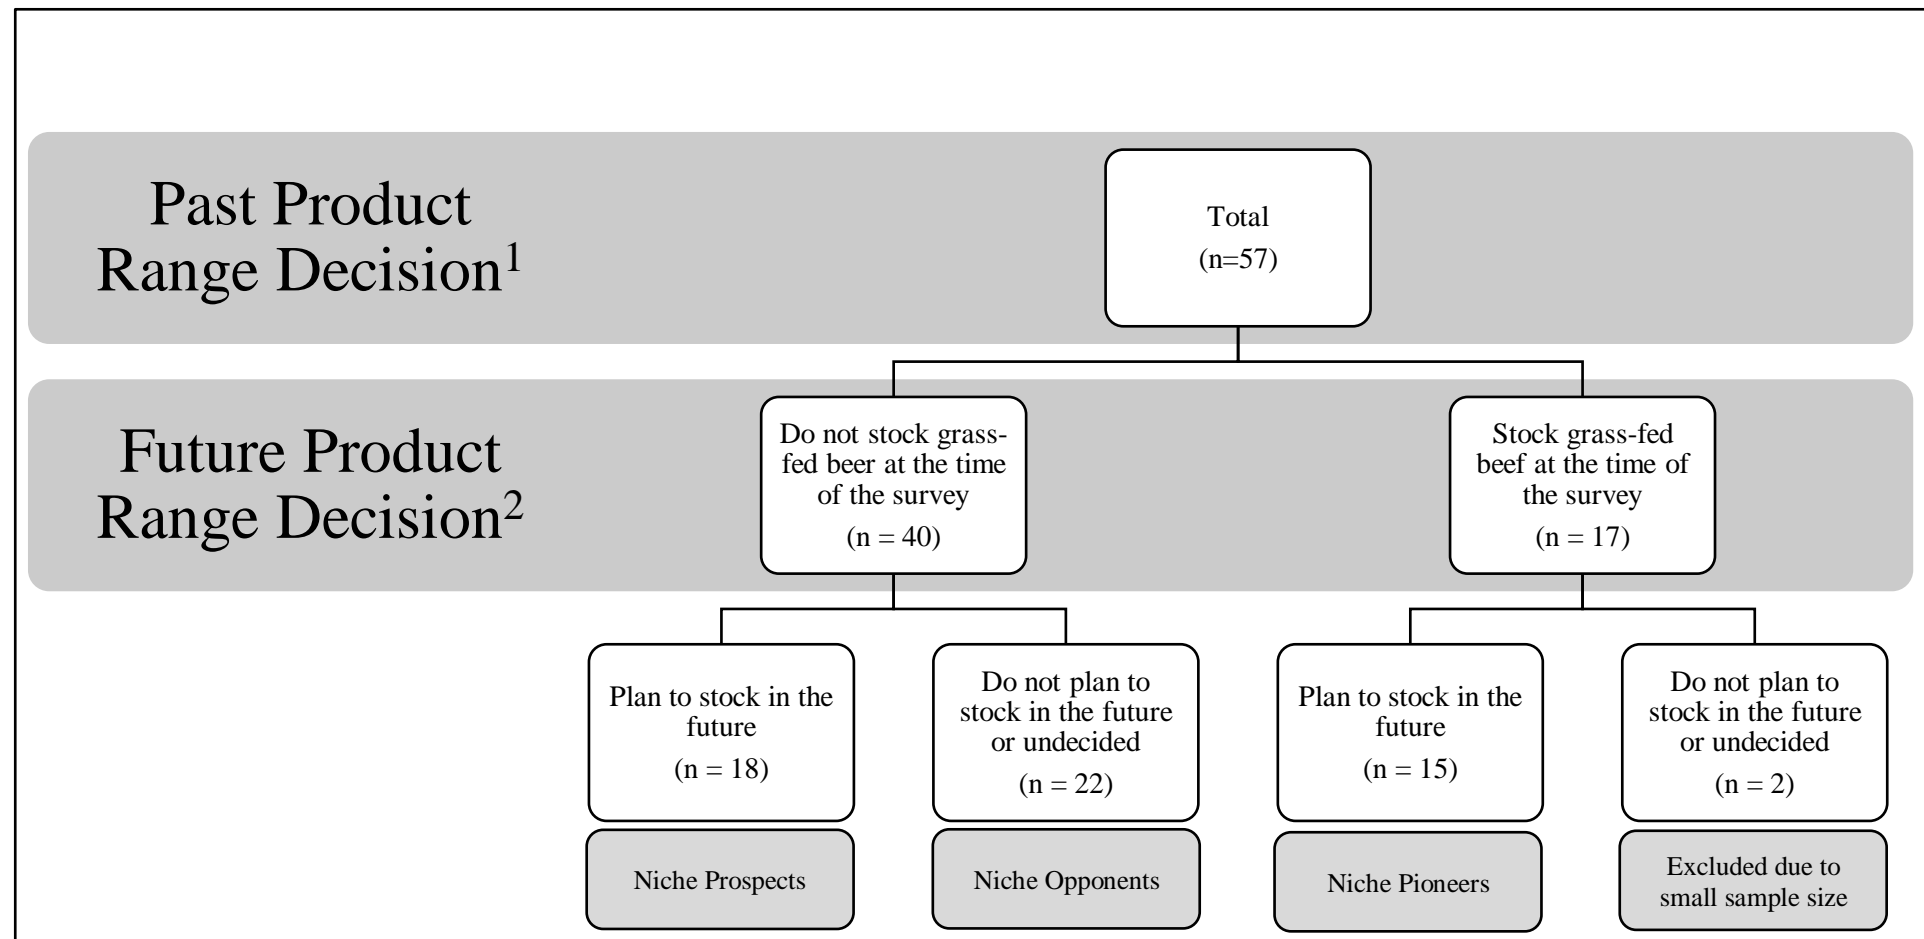 Past Product
Range Decision¹
Total
(n=57)
Future Product
Range Decision²
Do not stock grass-
fed beer at the time
of the survey
(n = 40)
Stock grass-fed
beef at the time of
the survey
(n = 17)
Plan to stock in the
future
(n = 18)
Do not plan to
stock in the future
or undecided
(n = 22)
Plan to stock in the
future
(n = 15)
Do not plan to
stock in the future
or undecided
(n = 2)
Niche Prospects
Niche Opponents
Niche Pioneers
Excluded due to
small sample size